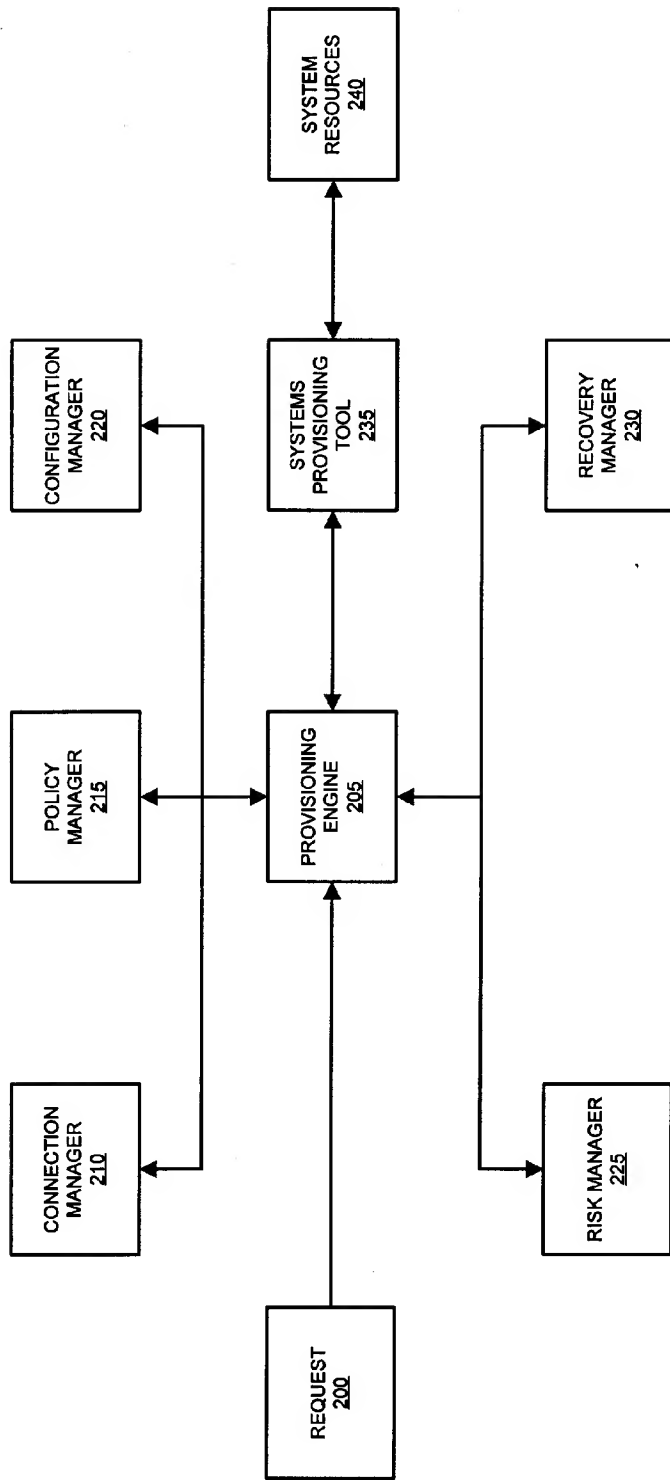 CONNECTION
MANAGER
210
POLICY
MANAGER
215
CONFIGURATION
MANAGER
220
REQUEST
200
PROVISIONING
ENGINE
205
SYSTEMS
PROVISIONING
TOOL
235
SYSTEM
RESOURCES
240
RISK MANAGER
225
RECOVERY
MANAGER
230